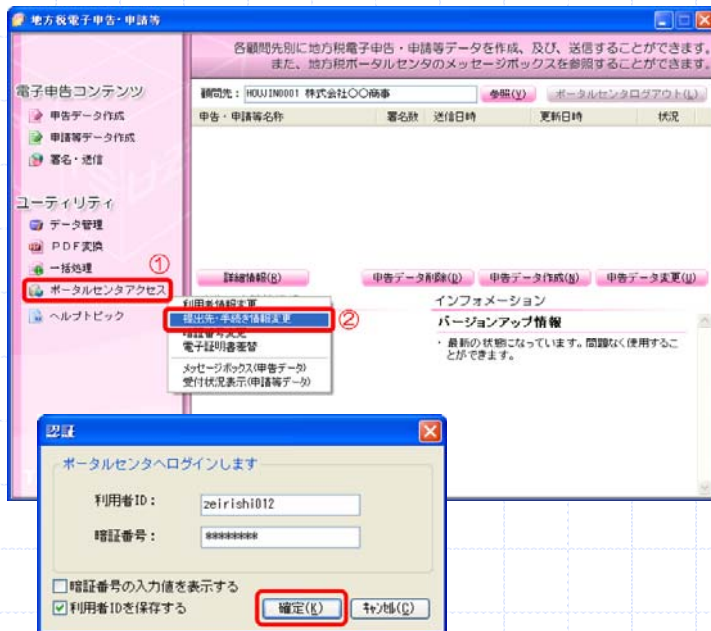 地方税電子申告・申請等
各顧問先別に地方税電子申告・申請等データを作成、及び、送信することができます。
また、地方税ポータルセンタのメッセージボックスを参照することができます。
電子申告コンテンツ
申告データ作成
申請等データ作成
署名・送信
ユーティリティ
データ管理
PDF変換
一括処理
①
ポータルセンタアクセス
ヘルプトピック
顧問先: HOUJIN0001 株式会社○○商事
参照(V)
ポータルセンタログアウト(L)
申告・申請等名称 署名数 送信日時 更新日時 状況
詳細情報(R)
申告データ削除(D)
申告データ作成(N)
申告データ変更(U)
利用者情報変更
提出先・手続き情報変更
②
暗証番号変更
電子証明書差替
メッセージボックス(申告データ)
受付状況表示(申請等データ)
インフォメーション
バージョンアップ情報
・ 最新の状態になっています。問題なく使用するこ
とができます。
認証
ポータルセンタへログインします
利用者ID: zeirishi012
暗証番号: ********
暗証番号の入力値を表示する
利用者IDを保存する
確定(K)
キャンセル(C)